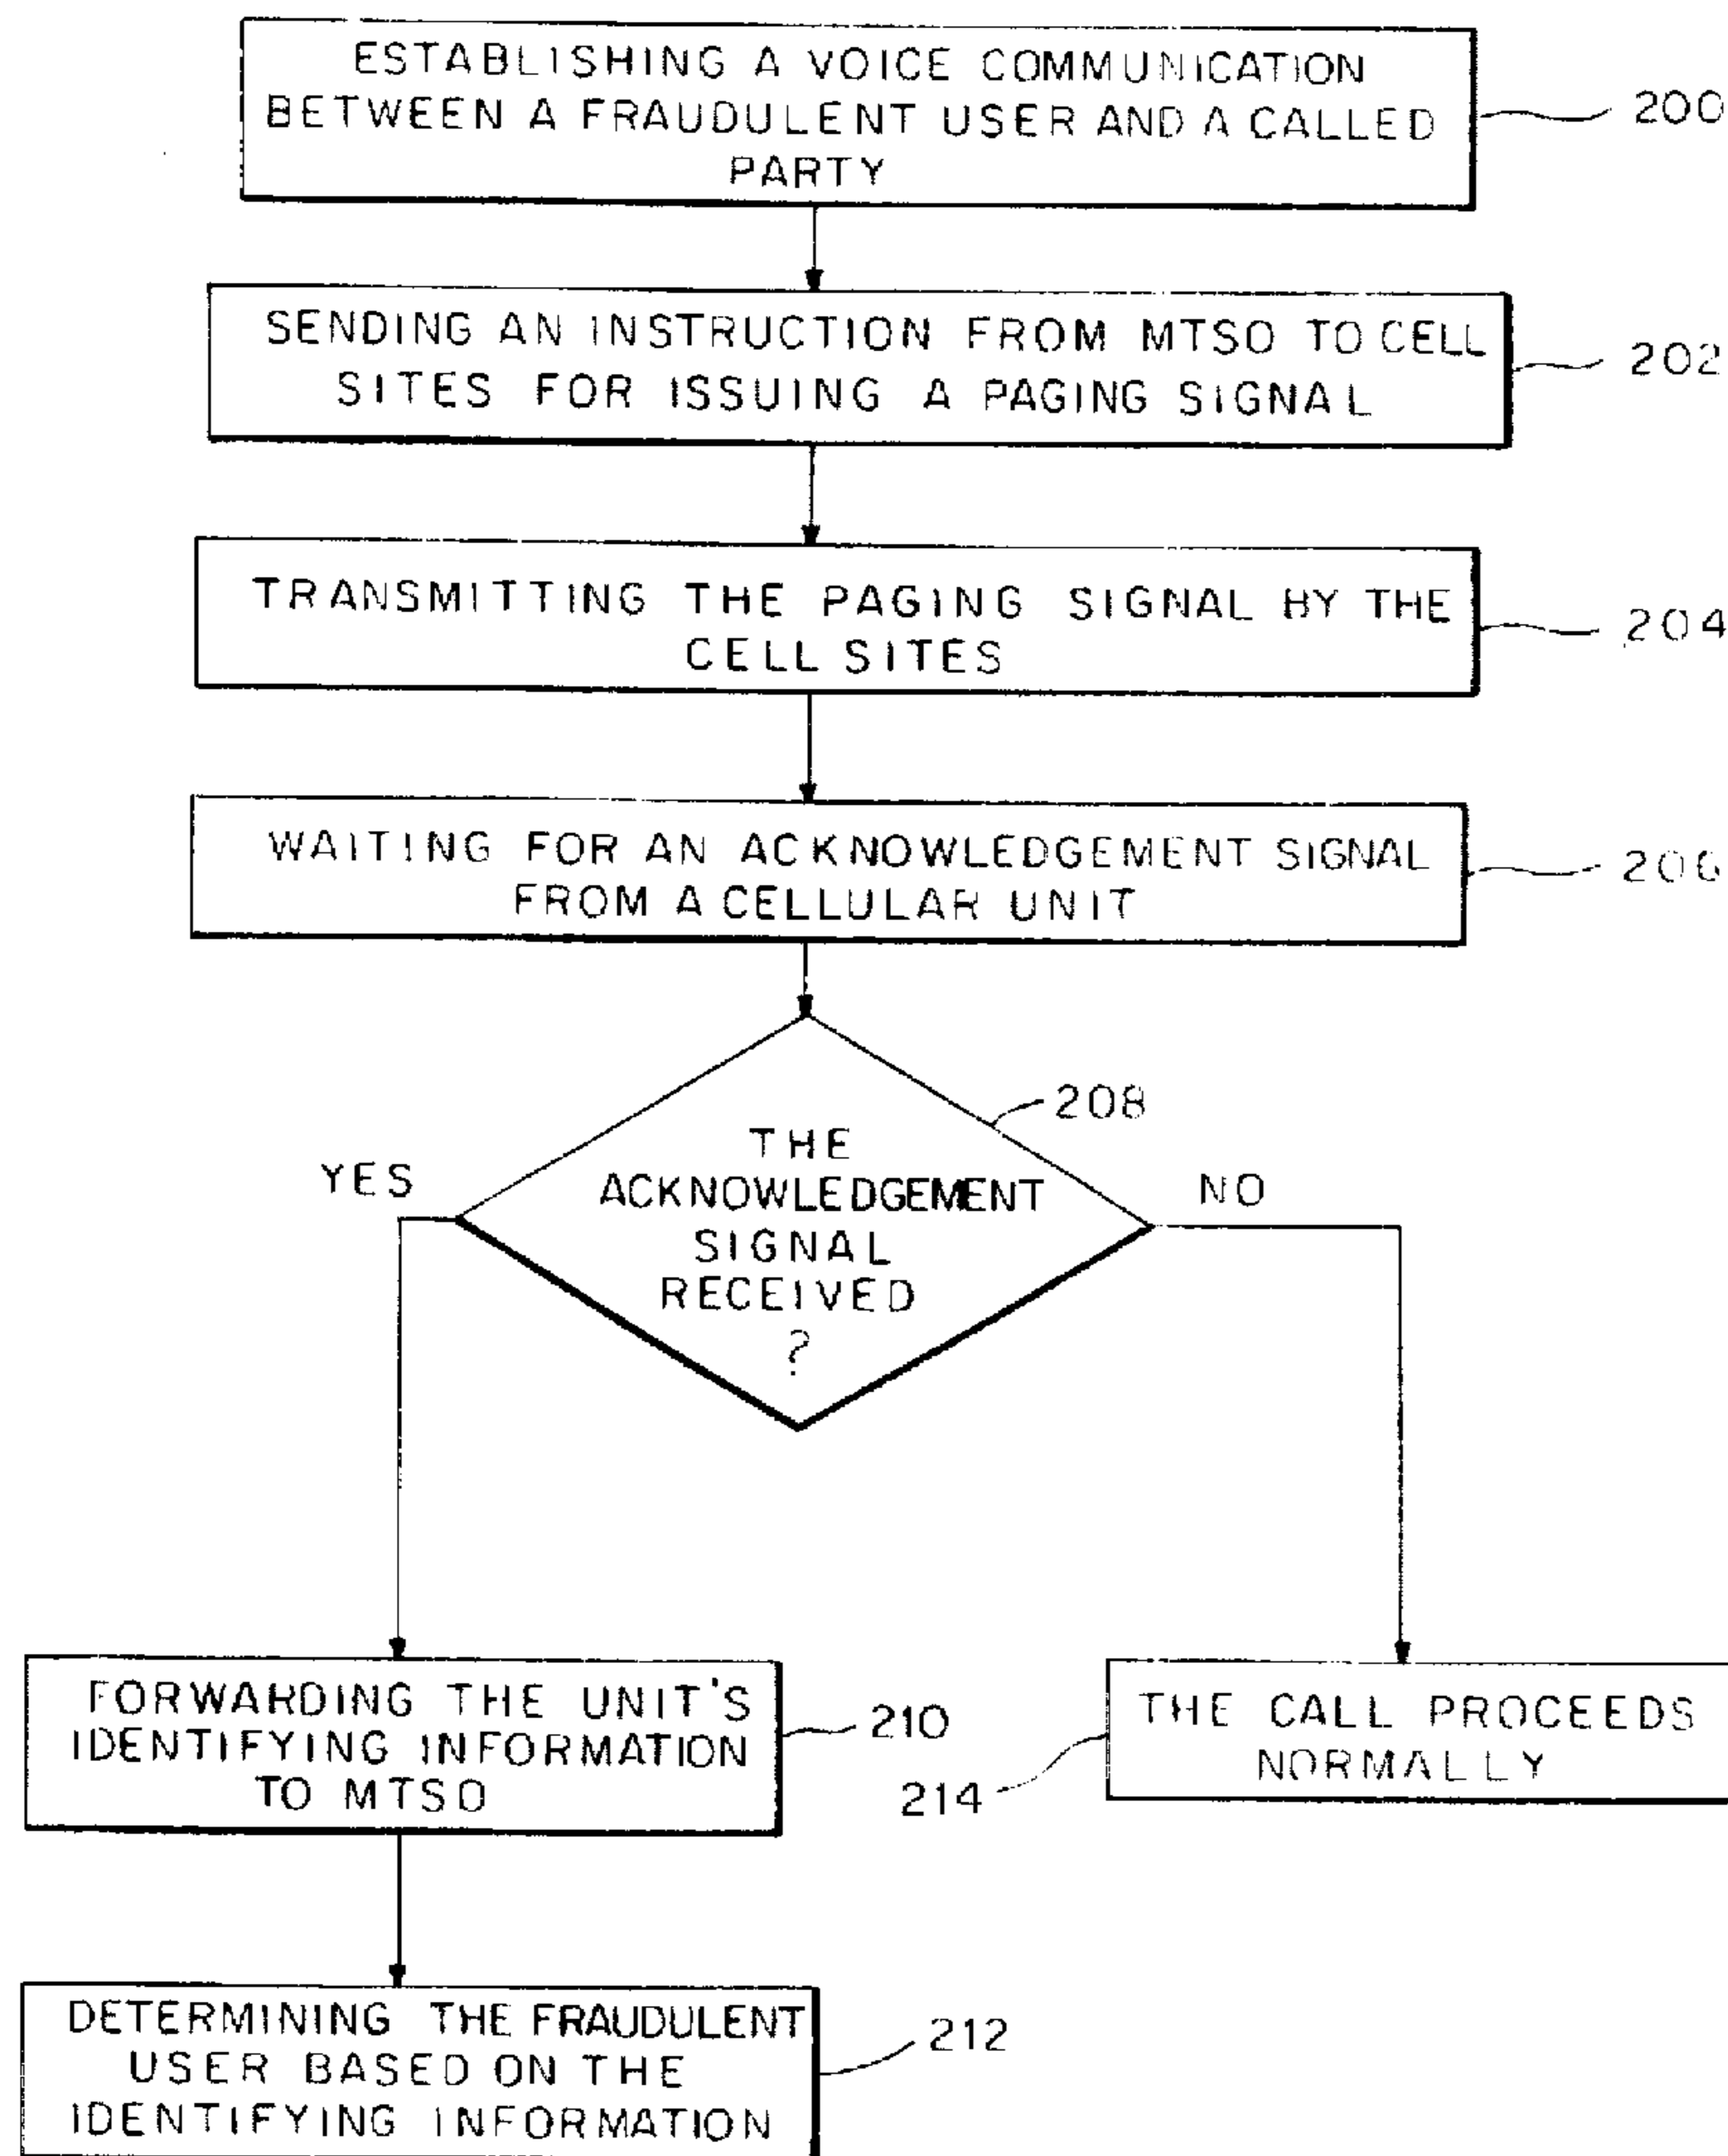 ESTABLISHING A VOICE COMMUNICATION
BETWEEN A FRAUDULENT USER AND A CALLED
PARTY
200
SENDING AN INSTRUCTION FROM MTSO TO CELL
SITES FOR ISSUING A PAGING SIGNAL
202
TRANSMITTING THE PAGING SIGNAL BY THE
CELL SITES
204
WAITING FOR AN ACKNOWLEDGEMENT SIGNAL
FROM A CELLULAR UNIT
206
208
THE
ACKNOWLEDGEMENT
SIGNAL
RECEIVED
?
YES
NO
FORWARDING THE UNIT'S
IDENTIFYING INFORMATION
TO MTSO
210
THE CALL PROCEEDS
NORMALLY
214
DETERMINING THE FRAUDULENT
USER BASED ON THE
IDENTIFYING INFORMATION
212